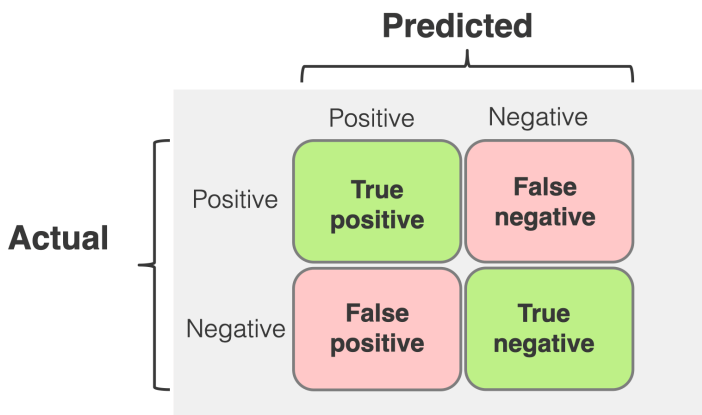 Predicted
Positive Negative
Positive
True
positive
False
negative
Actual
Negative
False
positive
True
negative